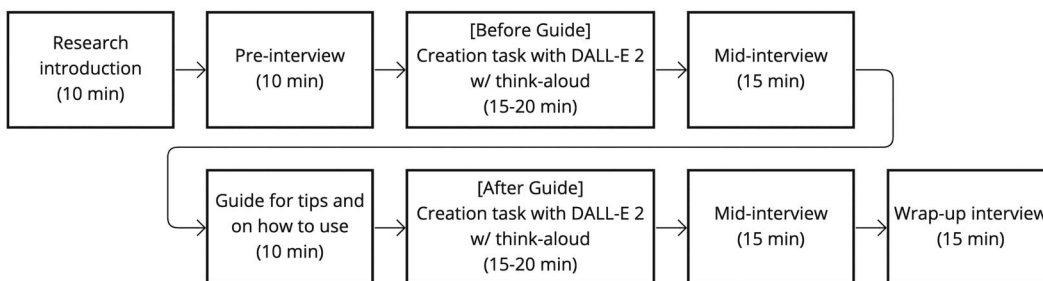 Research
introduction
(10 min)
Pre-interview
(10 min)
[Before Guide]
Creation task with DALL-E 2
w/ think-aloud
(15-20 min)
Mid-interview
(15 min)
Guide for tips and
on how to use
(10 min)
[After Guide]
Creation task with DALL-E 2
w/ think-aloud
(15-20 min)
Mid-interview
(15 min)
Wrap-up interview
(15 min)